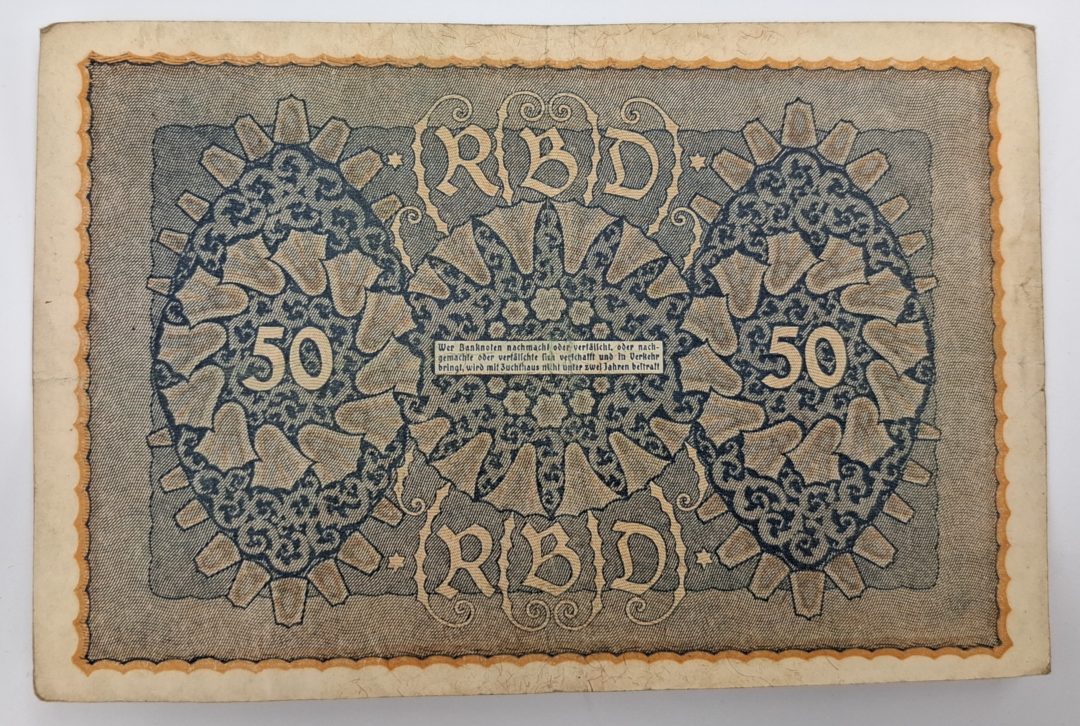 RBD
50
Wer Banknoten nachmacht oder verfälscht, oder nach-
gemachte oder verfälschte sich verschafft und in Verkehr
bringt, wird mit Zuchthaus nicht unter zwei Jahren bestraft
50
RBD